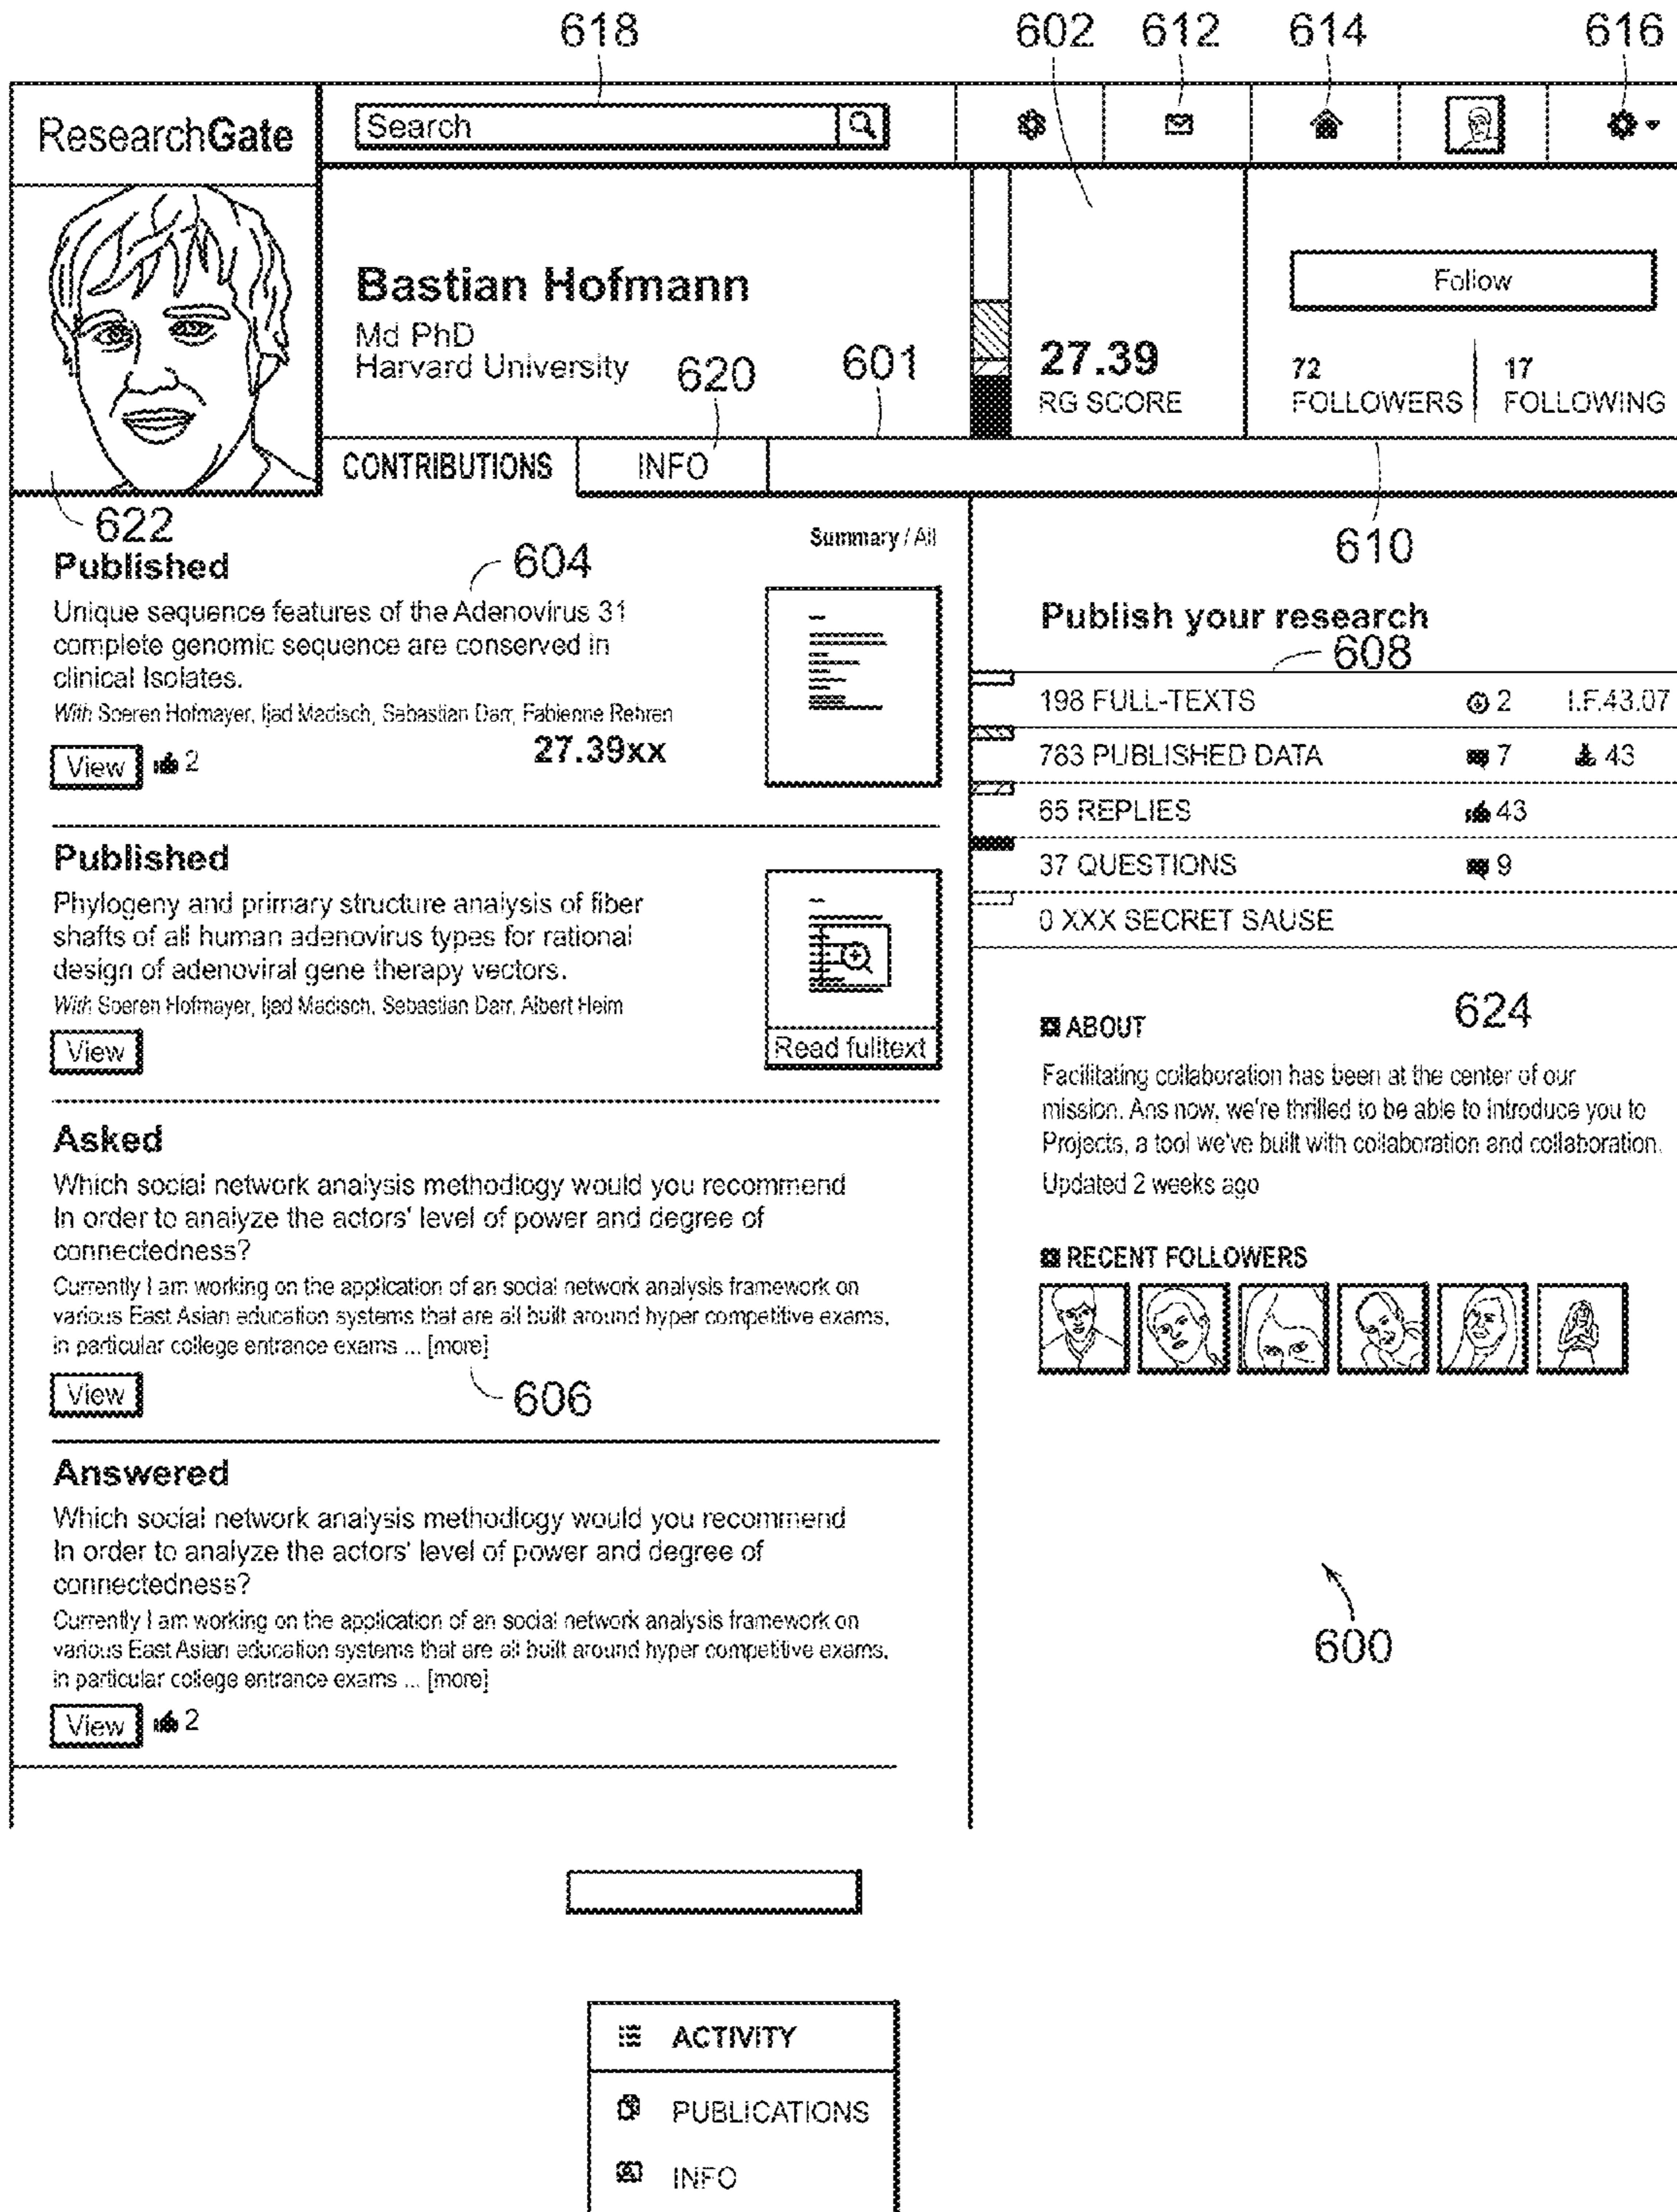 618 602 612 614 616
ResearchGate
Search
Bastian Hofmann
Md PhD
Harvard University
620
601
27.39
RG SCORE
Follow
72
FOLLOWERS
17
FOLLOWING
CONTRIBUTIONS
INFO
622
610
Summary / All
Published
604
Unique sequence features of the Adenovirus 31
complete genomic sequence are conserved in
clinical Isolates.
With Soeren Hofmayer, Ijad Madisch, Sebastian Darr, Fabienne Rehren
27.39xx
View 2
Published
Phylogeny and primary structure analysis of fiber
shafts of all human adenovirus types for rational
design of adenoviral gene therapy vectors.
With Soeren Hofmayer, Ijad Madisch, Sebastian Darr, Albert Heim
View
Read fulltext
Asked
Which social network analysis methodlogy would you recommend
In order to analyze the actors' level of power and degree of
connectedness?
Currently I am working on the application of an social network analysis framework on
various East Asian education systems that are all built around hyper competitive exams,
in particular college entrance exams ... [more]
View
606
Answered
Which social network analysis methodlogy would you recommend
In order to analyze the actors' level of power and degree of
connectedness?
Currently I am working on the application of an social network analysis framework on
various East Asian education systems that are all built around hyper competitive exams,
in particular college entrance exams ... [more]
View 2
Publish your research
608
198 FULL-TEXTS 2 I.F.43.07
783 PUBLISHED DATA 7 43
65 REPLIES 43
37 QUESTIONS 9
0 XXX SECRET SAUSE
624
ABOUT
Facilitating collaboration has been at the center of our
mission. Ans now, we're thrilled to be able to introduce you to
Projects, a tool we've built with collaboration and collaboration.
Updated 2 weeks ago
RECENT FOLLOWERS
600
ACTIVITY
PUBLICATIONS
INFO